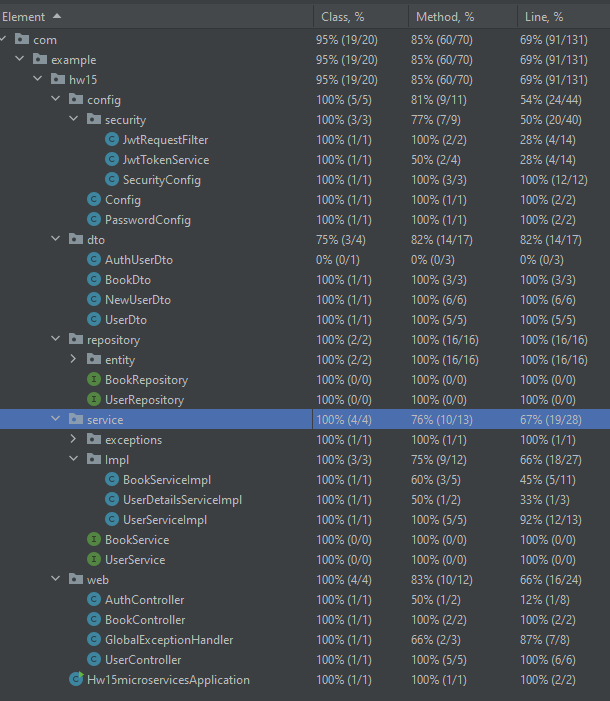 Element Class, % Method, % Line, %
com 95% (19/20) 85% (60/70) 69% (91/131)
example 95% (19/20) 85% (60/70) 69% (91/131)
hw15 95% (19/20) 85% (60/70) 69% (91/131)
config 100% (5/5) 81% (9/11) 54% (24/44)
security 100% (3/3) 77% (7/9) 50% (20/40)
JwtRequestFilter 100% (1/1) 100% (2/2) 28% (4/14)
JwtTokenService 100% (1/1) 50% (2/4) 28% (4/14)
SecurityConfig 100% (1/1) 100% (3/3) 100% (12/12)
Config 100% (1/1) 100% (1/1) 100% (2/2)
PasswordConfig 100% (1/1) 100% (1/1) 100% (2/2)
dto 75% (3/4) 82% (14/17) 82% (14/17)
AuthUserDto 0% (0/1) 0% (0/3) 0% (0/3)
BookDto 100% (1/1) 100% (3/3) 100% (3/3)
NewUserDto 100% (1/1) 100% (6/6) 100% (6/6)
UserDto 100% (1/1) 100% (5/5) 100% (5/5)
repository 100% (2/2) 100% (16/16) 100% (16/16)
entity 100% (2/2) 100% (16/16) 100% (16/16)
BookRepository 100% (0/0) 100% (0/0) 100% (0/0)
UserRepository 100% (0/0) 100% (0/0) 100% (0/0)
service 100% (4/4) 76% (10/13) 67% (19/28)
exceptions 100% (1/1) 100% (1/1) 100% (1/1)
Impl 100% (3/3) 75% (9/12) 66% (18/27)
BookServiceImpl 100% (1/1) 60% (3/5) 45% (5/11)
UserDetailsServiceImpl 100% (1/1) 50% (1/2) 33% (1/3)
UserServiceImpl 100% (1/1) 100% (5/5) 92% (12/13)
BookService 100% (0/0) 100% (0/0) 100% (0/0)
UserService 100% (0/0) 100% (0/0) 100% (0/0)
web 100% (4/4) 83% (10/12) 66% (16/24)
AuthController 100% (1/1) 50% (1/2) 12% (1/8)
BookController 100% (1/1) 100% (2/2) 100% (2/2)
GlobalExceptionHandler 100% (1/1) 66% (2/3) 87% (7/8)
UserController 100% (1/1) 100% (5/5) 100% (6/6)
Hw15microservicesApplication 100% (1/1) 100% (1/1) 100% (2/2)